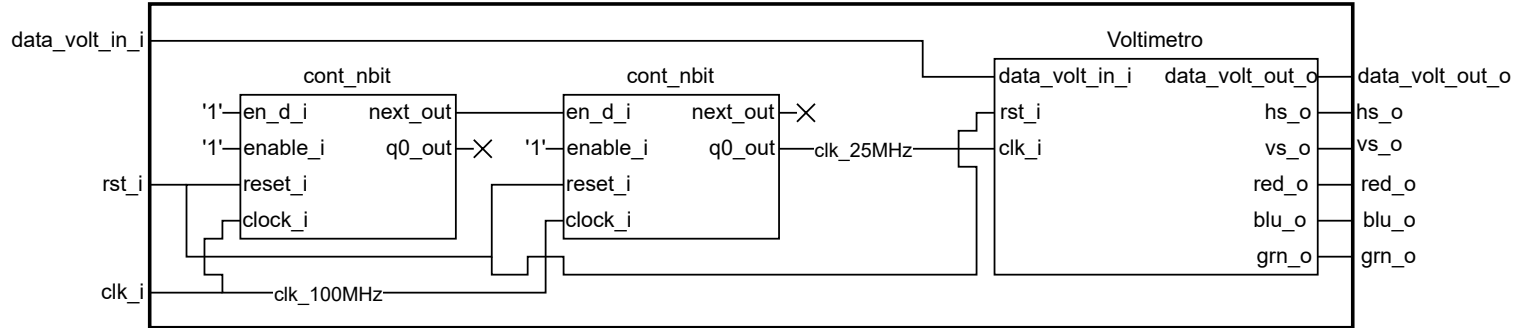 data_volt_in_i
Voltimetro
cont_nbit
cont_nbit
data_volt_in_i
data_volt_out_o
data_volt_out_o
'1'
en_d_i
next_out
en_d_i
next_out
rst_i
hs_o
hs_o
'1'
enable_i
q0_out
'1'
enable_i
q0_out
clk_25MHz
clk_i
vs_o
vs_o
rst_i
reset_i
reset_i
red_o
red_o
clock_i
clock_i
blu_o
blu_o
grn_o
grn_o
clk_i
clk_100MHz